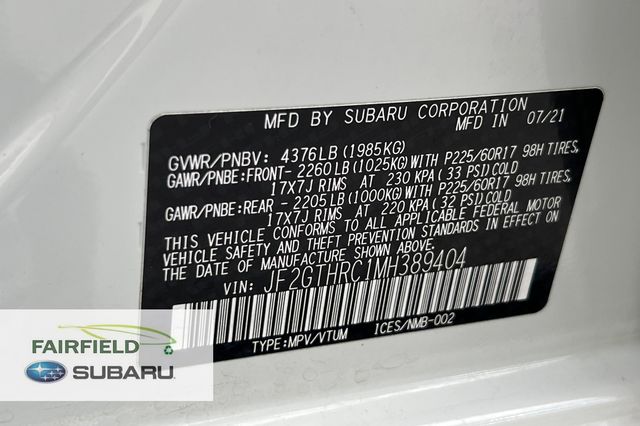 MFD BY SUBARU CORPORATION
MFD IN 07/21
GVWR/PNBV: 4376LB(1985KG)
GAWR/PNBE:FRONT- 2260LB(1025KG)WITH P225/60R17 98H TIRES,
17X7J RIMS AT 230 KPA(33 PSI)COLD
GAWR/PNBE:REAR - 2205LB(1000KG)WITH P225/60R17 98H TIRES,
17X7J RIMS AT 220 KPA(32 PSI)COLD
THIS VEHICLE CONFORMS TO ALL APPLICABLE FEDERAL MOTOR
VEHICLE SAFETY AND THEFT PREVENTION STANDARDS IN EFFECT ON
THE DATE OF MANUFACTURE SHOWN ABOVE.
VIN: JF2GTHRC1MH389404
TYPE:MPV/VTUM ICES/NMB-002
FAIRFIELD
SUBARU